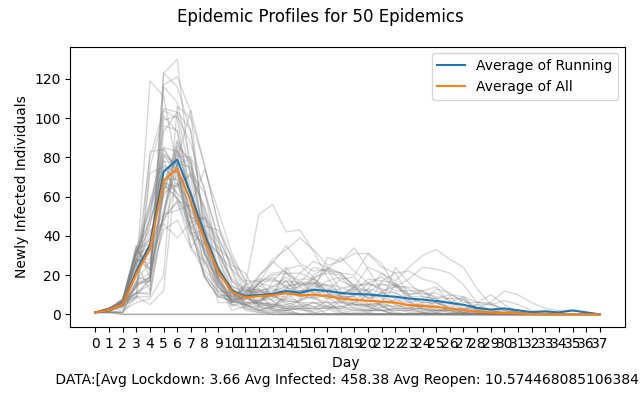 Epidemic Profiles for 50 Epidemics
Average of Running
Average of All
Newly Infected Individuals
120
100
80
60
40
20
0
0 1 2 3 4 5 6 7 8 9 10 11 12 13 14 15 16 17 18 19 20 21 22 23 24 25 26 27 28 29 30 31 32 33 34 35 36 37
Day
DATA:[Avg Lockdown: 3.66 Avg Infected: 458.38 Avg Reopen: 10.574468085106384